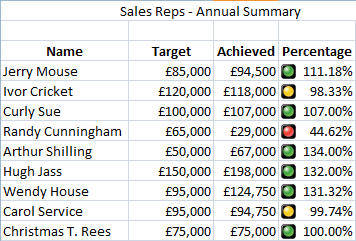 Sales Reps - Annual Summary
Name Target Achieved Percentage
Jerry Mouse £85,000 £94,500 111.18%
Ivor Cricket £120,000 £118,000 98.33%
Curly Sue £100,000 £107,000 107.00%
Randy Cunningham £65,000 £29,000 44.62%
Arthur Shilling £50,000 £67,000 134.00%
Hugh Jass £150,000 £198,000 132.00%
Wendy House £95,000 £124,750 131.32%
Carol Service £95,000 £94,750 99.74%
Christmas T. Rees £75,000 £75,000 100.00%